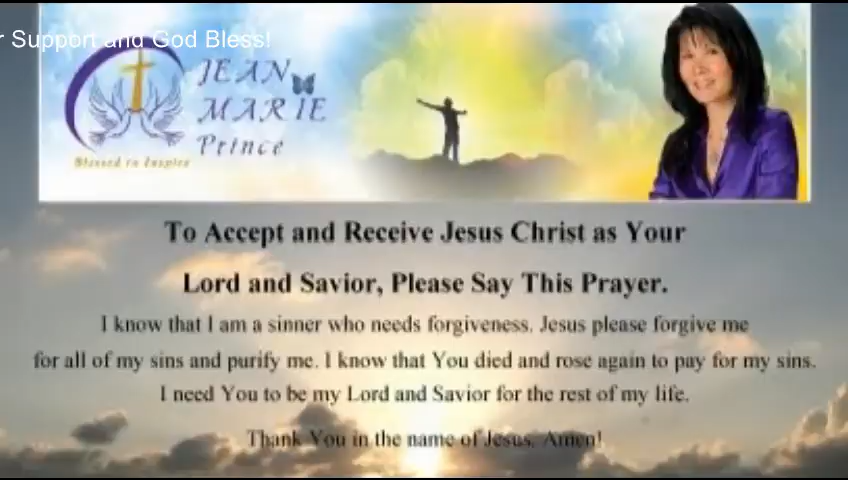 r Support and God Bless!
JEAN
MARIE
Prince
Blessed to Inspire
To Accept and Receive Jesus Christ as Your
Lord and Savior, Please Say This Prayer.
I know that I am a sinner who needs forgiveness. Jesus please forgive me
for all of my sins and purify me. I know that You died and rose again to pay for my sins.
I need You to be my Lord and Savior for the rest of my life.
Thank You in the name of Jesus, Amen!